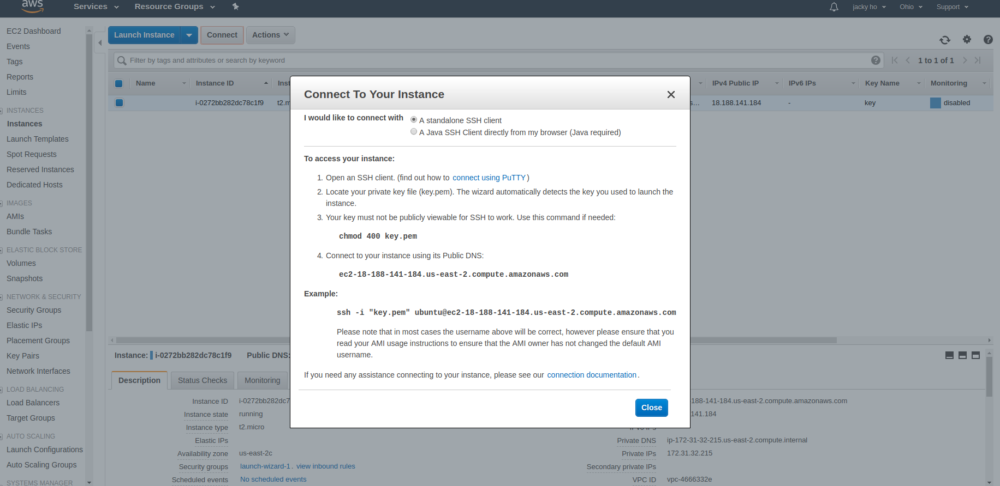 aws Services Resource Groups jacky ho Ohio Support
EC2 Dashboard
Events
Tags
Reports
Limits
INSTANCES
Instances
Launch Templates
Spot Requests
Reserved Instances
Dedicated Hosts
IMAGES
AMIs
Bundle Tasks
ELASTIC BLOCK STORE
Volumes
Snapshots
NETWORK & SECURITY
Security Groups
Elastic IPs
Placement Groups
Key Pairs
Network Interfaces
LOAD BALANCING
Load Balancers
Target Groups
AUTO SCALING
Launch Configurations
Auto Scaling Groups
SYSTEMS MANAGER
Launch Instance Connect Actions
Filter by tags and attributes or search by keyword 1 to 1 of 1
Name Instance ID Inst IPv4 Public IP IPv6 IPs Key Name Monitoring
i-0272bb282dc78c1f9 t2.m s... 18.188.141.184 - key disabled
Connect To Your Instance
I would like to connect with
A standalone SSH client
A Java SSH Client directly from my browser (Java required)
To access your instance:
1. Open an SSH client. (find out how to connect using PuTTY)
2. Locate your private key file (key.pem). The wizard automatically detects the key you used to launch the
instance.
3. Your key must not be publicly viewable for SSH to work. Use this command if needed:
chmod 400 key.pem
4. Connect to your instance using its Public DNS:
ec2-18-188-141-184.us-east-2.compute.amazonaws.com
Example:
ssh -i "key.pem" ubuntu@ec2-18-188-141-184.us-east-2.compute.amazonaws.com
Please note that in most cases the username above will be correct, however please ensure that you
read your AMI usage instructions to ensure that the AMI owner has not changed the default AMI
username.
If you need any assistance connecting to your instance, please see our connection documentation.
Close
Instance: i-0272bb282dc78c1f9 Public DNS:
Description Status Checks Monitoring
Instance ID i-0272bb282dc7
Instance state running
Instance type t2.micro
Elastic IPs
Availability zone us-east-2c
Security groups launch-wizard-1. view inbound rules
Scheduled events No scheduled events
188-141-184.us-east-2.compute.amazonaws.com
141.184
Private DNS ip-172-31-32-215.us-east-2.compute.internal
Private IPs 172.31.32.215
Secondary private IPs
VPC ID vpc-4666332e